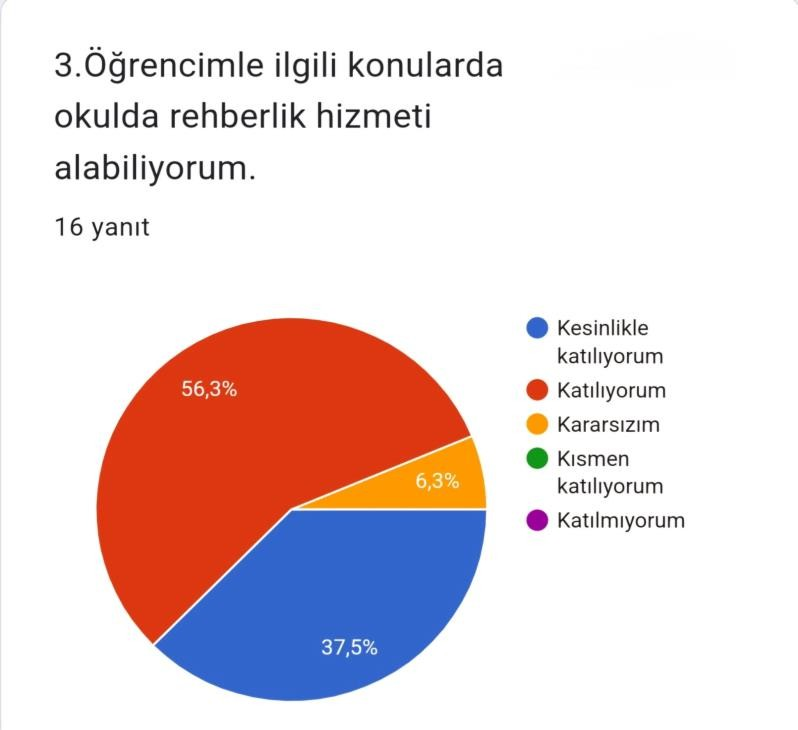 3.Öğrencimle ilgili konularda
okulda rehberlik hizmeti
alabiliyorum.
16 yanıt
Kesinlikle
katılıyorum
56,3%
Katılıyorum
Kararsızım
Kısmen
6,3%
katılıyorum
Katılmıyorum
37,5%